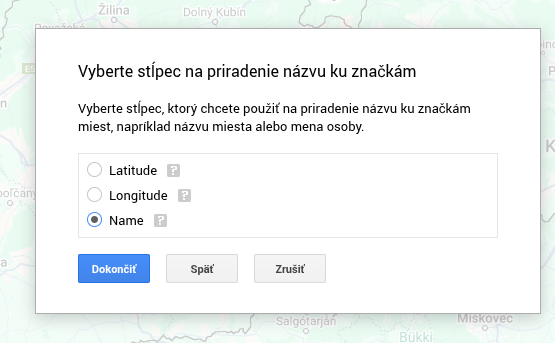 Žilina
Dolný Kubín
Považská
Vyberte stĺpec na priradenie názvu ku značkám
Vyberte stĺpec, ktorý chcete použiť na priradenie názvu ku značkám
miest, napríklad názvu miesta alebo mena osoby.
Latitude ?
Longitude ?
Name ?
Dokončiť Späť Zrušiť
Salgótarján
Miskovec
Bükki